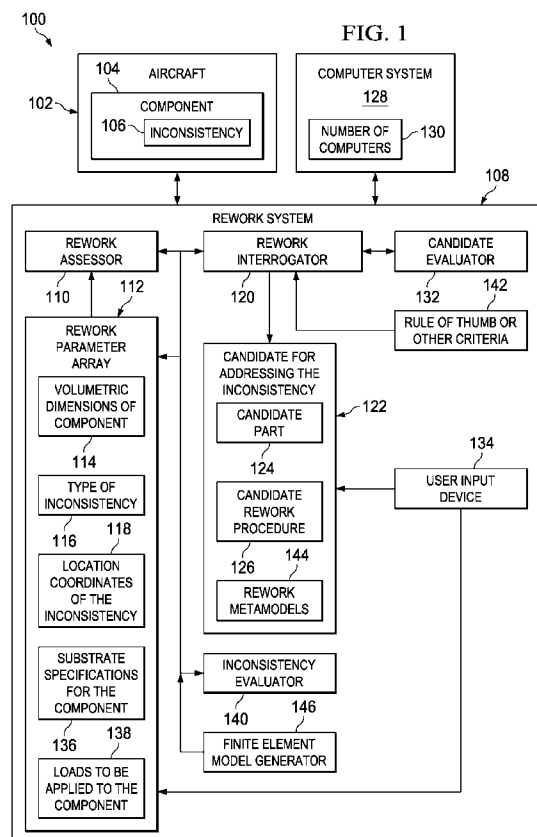 100
FIG. 1
AIRCRAFT
102
104
COMPONENT
106
INCONSISTENCY
COMPUTER SYSTEM
128
NUMBER OF
COMPUTERS
130
108
REWORK SYSTEM
REWORK
ASSESSOR
110
112
REWORK
INTERROGATOR
120
CANDIDATE
EVALUATOR
132
142
RULE OF THUMB OR
OTHER CRITERIA
REWORK
PARAMETER
ARRAY
VOLUMETRIC
DIMENSIONS OF
COMPONENT
114
TYPE OF
INCONSISTENCY
116
118
LOCATION
COORDINATES
OF THE
INCONSISTENCY
SUBSTRATE
SPECIFICATIONS
FOR THE
COMPONENT
136
138
LOADS TO BE
APPLIED TO THE
COMPONENT
CANDIDATE FOR
ADDRESSING THE
INCONSISTENCY
122
CANDIDATE
PART
124
CANDIDATE
REWORK
PROCEDURE
126
144
REWORK
METAMODELS
134
USER INPUT
DEVICE
INCONSISTENCY
EVALUATOR
140
146
FINITE ELEMENT
MODEL GENERATOR